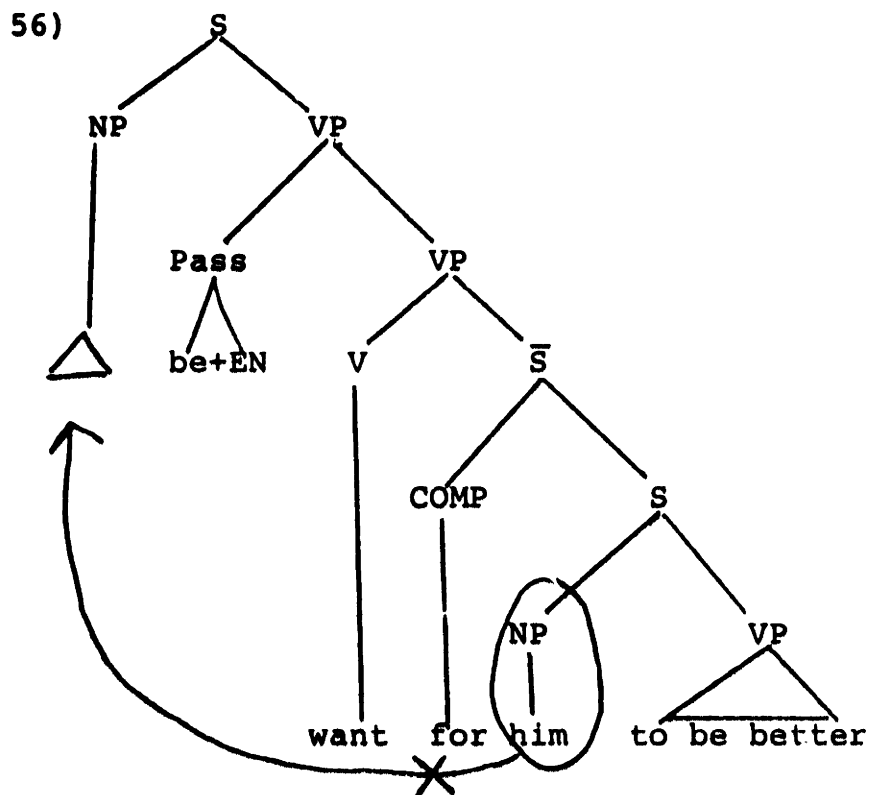 56) S
NP VP
Pass VP
be+EN V S̅
COMP S
NP VP
want for him to be better